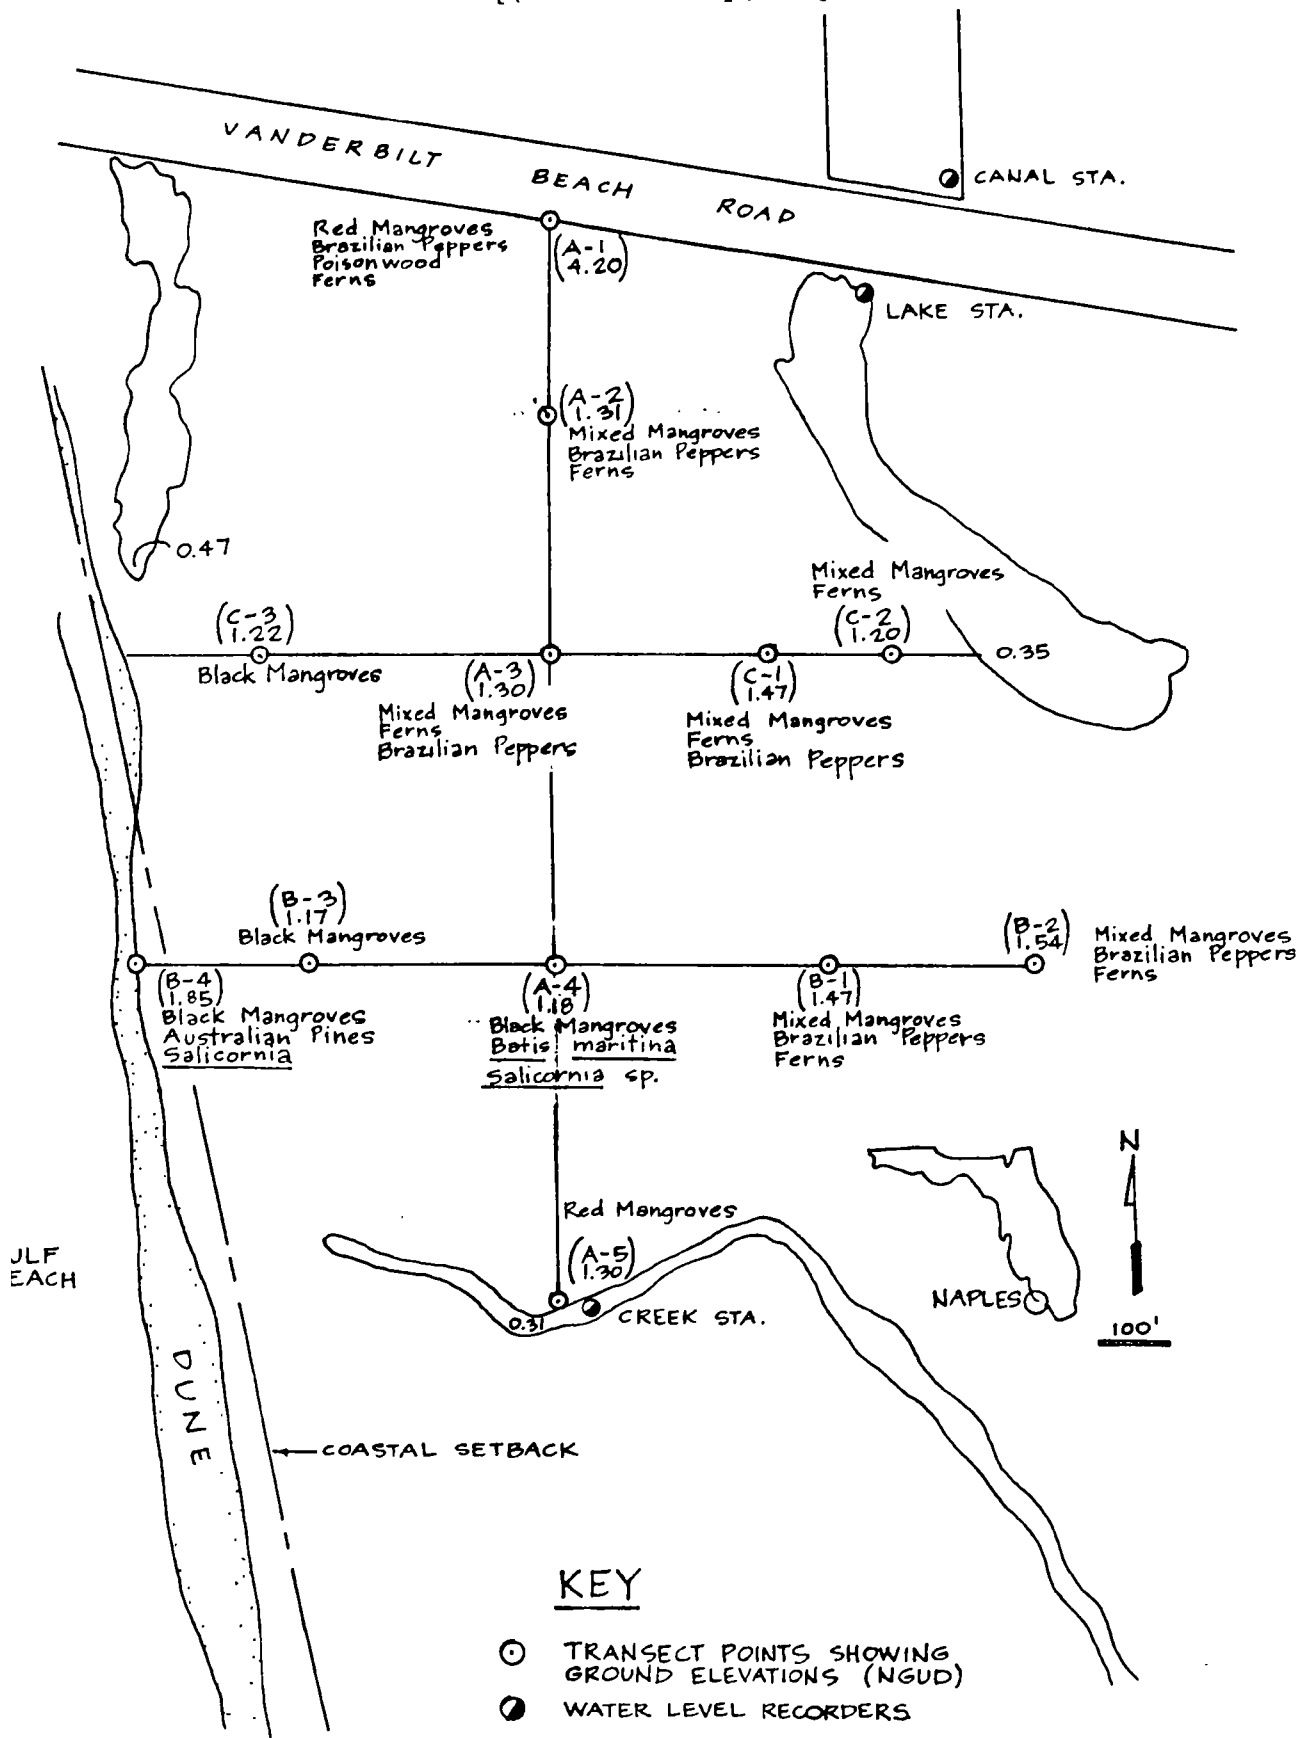 VANDERBILT BEACH ROAD
CANAL STA.
Red Mangroves
Brazilian Peppers
Poisonwood
Ferns
(A-1
4.20)
LAKE STA.
(A-2
1.31)
Mixed Mangroves
Brazilian Peppers
Ferns
0.47
Mixed Mangroves
Ferns
(C-3
1.22)
(C-2
1.20)
0.35
Black Mangroves
(A-3
1.30)
(C-1
1.47)
Mixed Mangroves
Ferns
Brazilian Peppers
Mixed Mangroves
Ferns
Brazilian Peppers
(B-3
1.17)
Black Mangroves
(B-2
1.54)
Mixed Mangroves
Brazilian Peppers
Ferns
(B-4
1.85)
Black Mangroves
Australian Pines
Salicornia
(A-4
1.18)
Black Mangroves
Batis maritina
Salicornia sp.
(B-1
1.47)
Mixed Mangroves
Brazilian Peppers
Ferns
N
Red Mangroves
(A-5
1.30)
ULF
EACH
0.31
CREEK STA.
NAPLES
100'
DUNE
COASTAL SETBACK
KEY
TRANSECT POINTS SHOWING
GROUND ELEVATIONS (NGUD)
WATER LEVEL RECORDERS